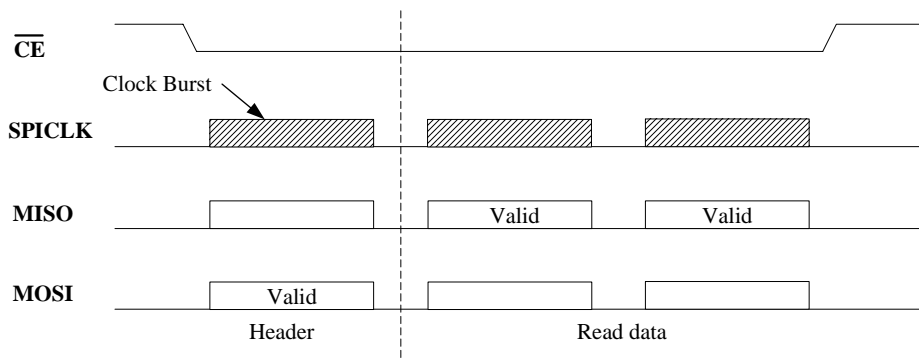 CE
Clock Burst
SPICLK
MISO
Valid
Valid
MOSI
Valid
Header
Read data